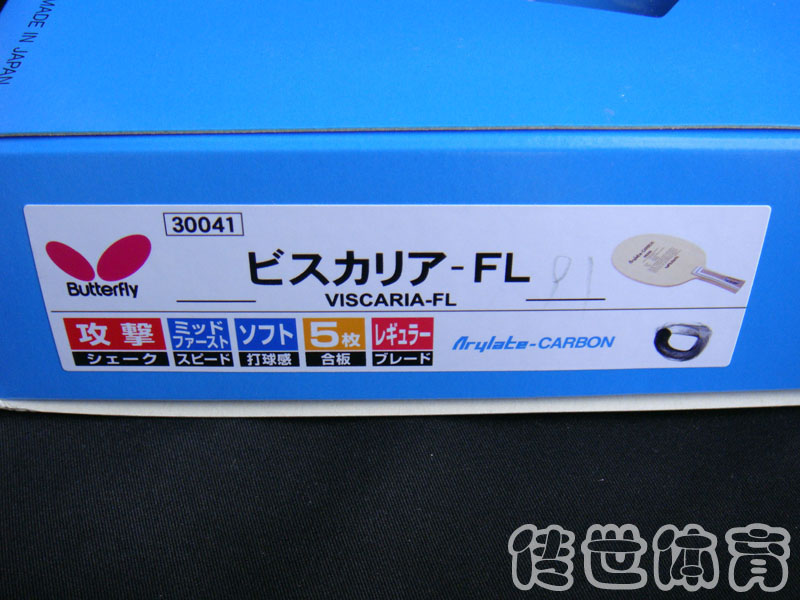 MADE IN JAPAN
30041
Butterfly
ビスカリア-FL
91
VISCARIA-FL
攻撃
シェーク
ミッド
ファースト
スピード
ソフト
打球感
5枚
合板
レギュラー
ブレード
Arylate-CARBON
传世体育